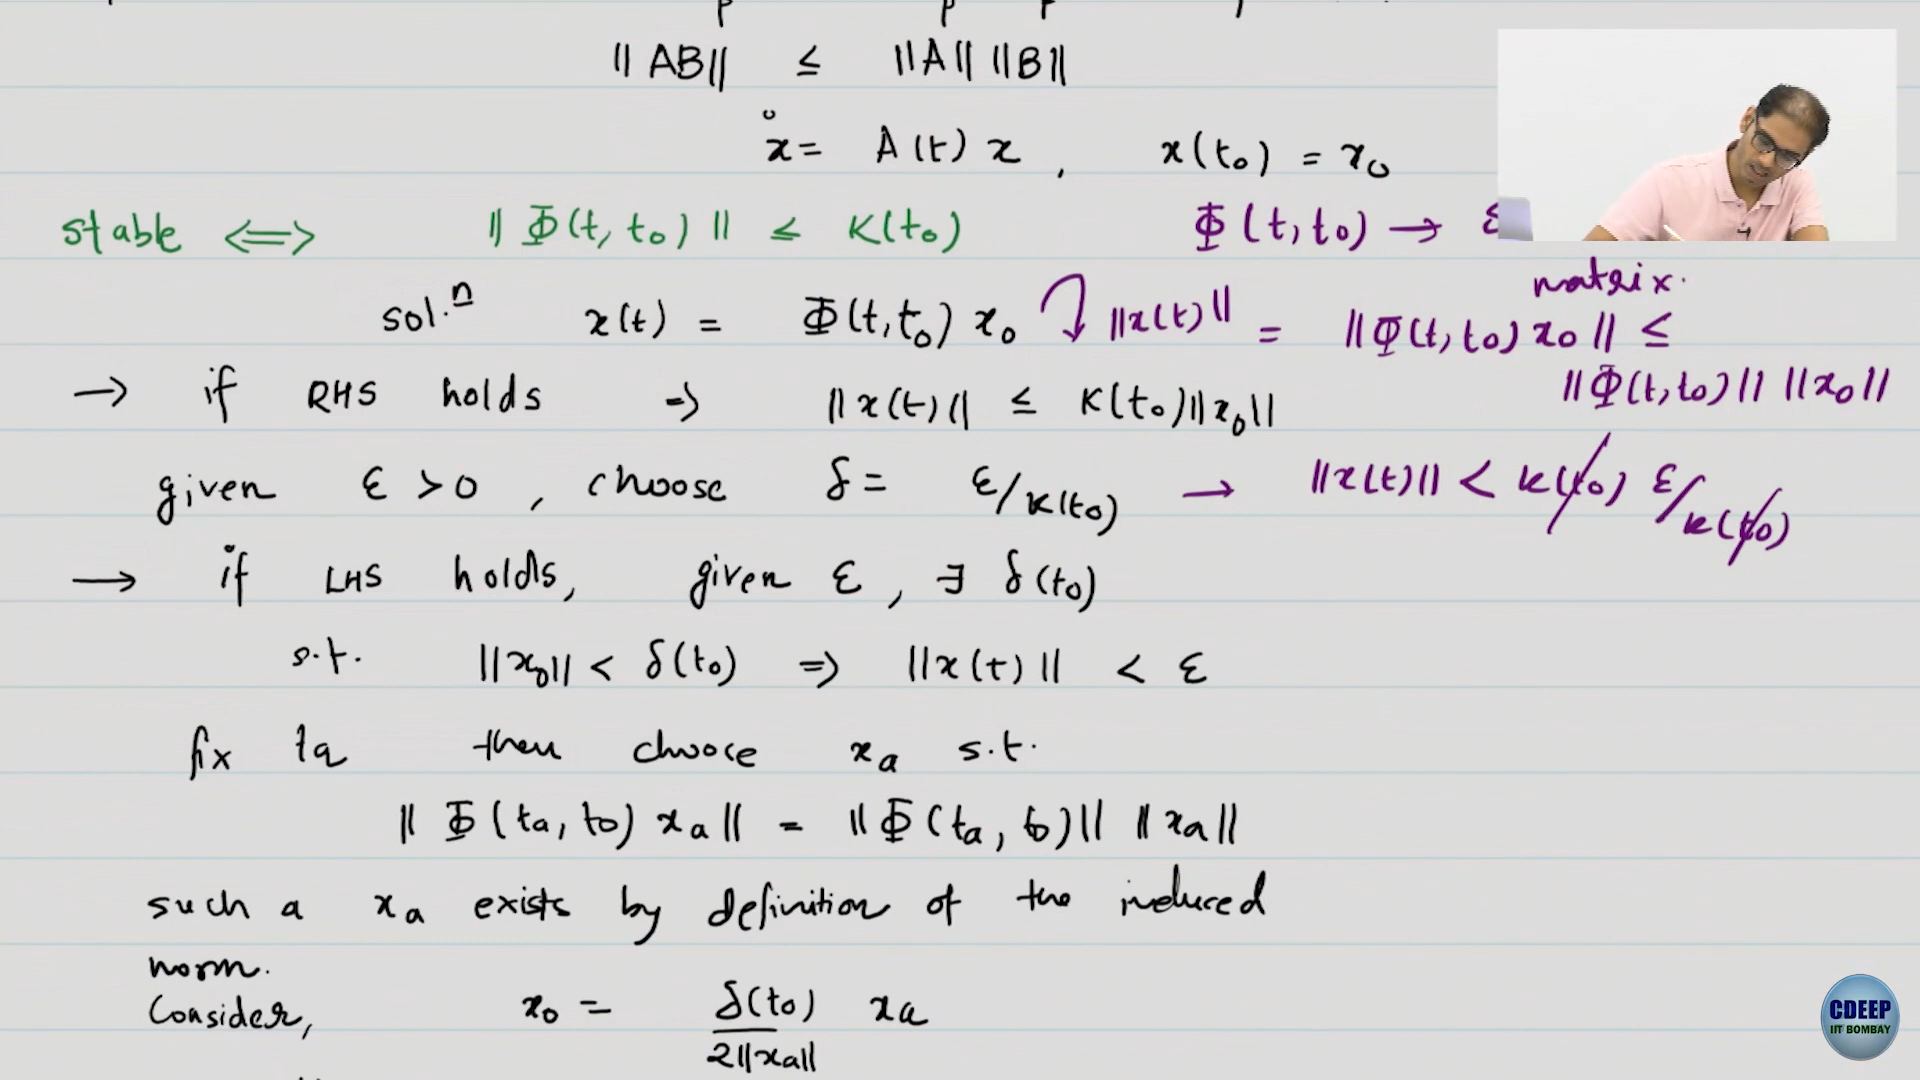 || AB|| ≤ ||A|| ||B||
ẋ = A(t) x , x(t₀) = x₀
stable <=> || Φ(t, t₀) || ≤ K(t₀) Φ(t, t₀) →
matrix.
sol.n x(t) = Φ(t, t₀) x₀ ||x(t)|| = ||Φ(t, t₀) x₀ || ≤
||Φ(t, t₀)|| ||x₀||
→ if RHS holds => || x(t) || ≤ K(t₀)||x₀||
given ε > 0 , choose δ = ε/K(t₀) → ||x(t)|| < K(t₀) ε/K(t₀)
→ if LHS holds, given ε , ∃ δ(t₀)
s.t. ||x₀|| < δ(t₀) => ||x(t)|| < ε
fix ta then choose xa s.t.
|| Φ(ta, t₀) xa|| = ||Φ(ta, t₀)|| ||xa||
such a xa exists by definition of the induced
norm.
Consider, x₀ = δ(t₀)/2||xa|| xa
CDEEP
IIT BOMBAY